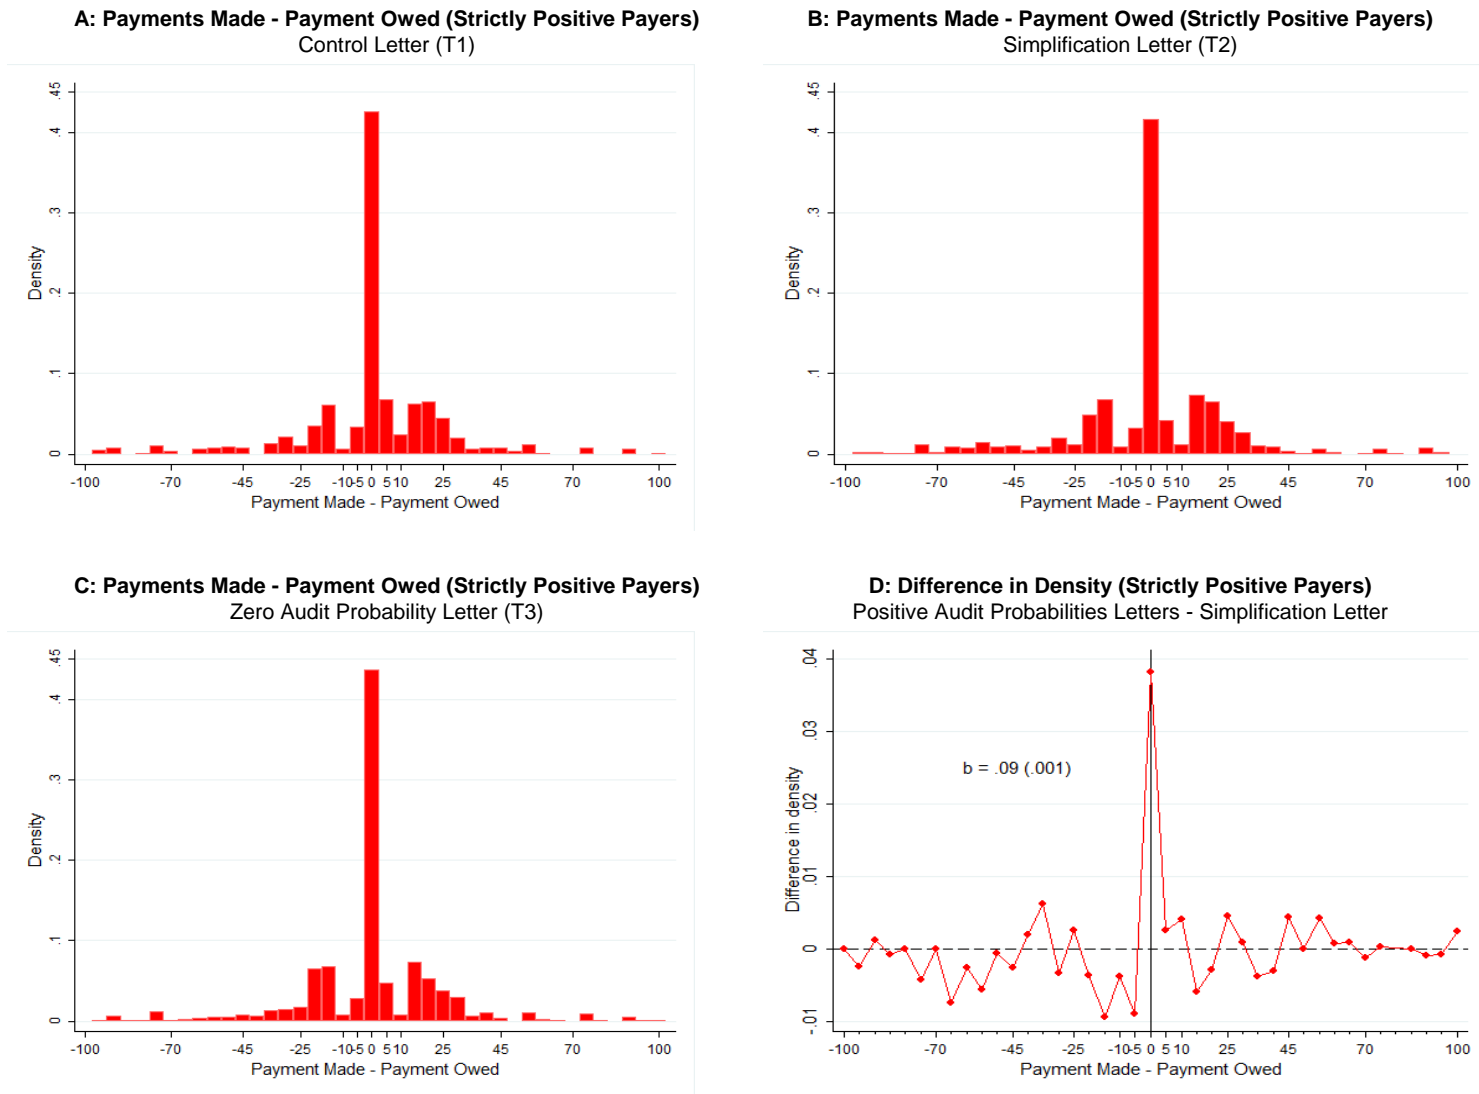 A: Payments Made - Payment Owed (Strictly Positive Payers)
Control Letter (T1)
Density
.45
.4
.3
.2
.1
0
-100 -70 -45 -25 -10 -5 0 5 10 25 45 70 100
Payment Made - Payment Owed
B: Payments Made - Payment Owed (Strictly Positive Payers)
Simplification Letter (T2)
Density
.45
.4
.3
.2
.1
0
-100 -70 -45 -25 -10 -5 0 5 10 25 45 70 100
Payment Made - Payment Owed
C: Payments Made - Payment Owed (Strictly Positive Payers)
Zero Audit Probability Letter (T3)
Density
.45
.4
.3
.2
.1
0
-100 -70 -45 -25 -10 -5 0 5 10 25 45 70 100
Payment Made - Payment Owed
D: Difference in Density (Strictly Positive Payers)
Positive Audit Probabilities Letters - Simplification Letter
Difference in density
.04
.03
.02
.01
0
-.01
b = .09 (.001)
-100 -70 -45 -25 -10 -5 0 5 10 25 45 70 100
Payment Made - Payment Owed